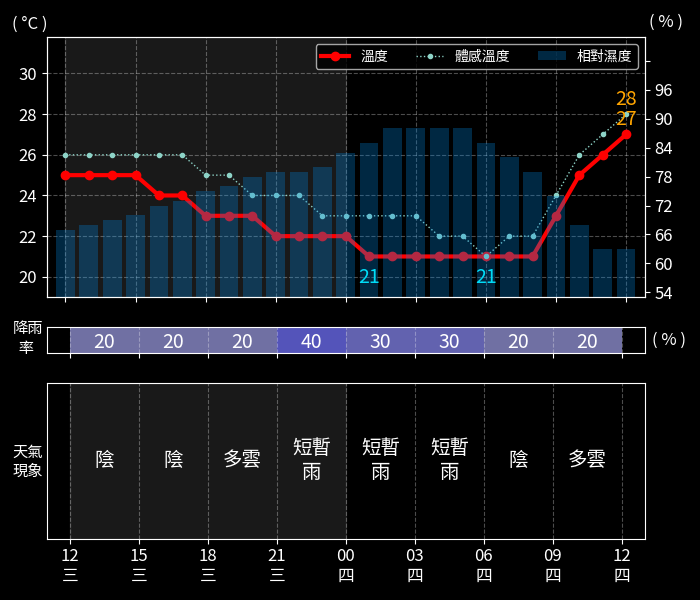 ( °C )
( % )
溫度 體感溫度 相對濕度
30
28
26
24
22
20
96
90
84
78
72
66
60
54
28
27
21
21
降雨
率
20 20 20 40 30 30 20 20
( % )
天氣
現象
陰 陰 多雲 短暫
雨 短暫
雨 短暫
雨 陰 多雲
12 15 18 21 00 03 06 09 12
三 三 三 三 四 四 四 四 四